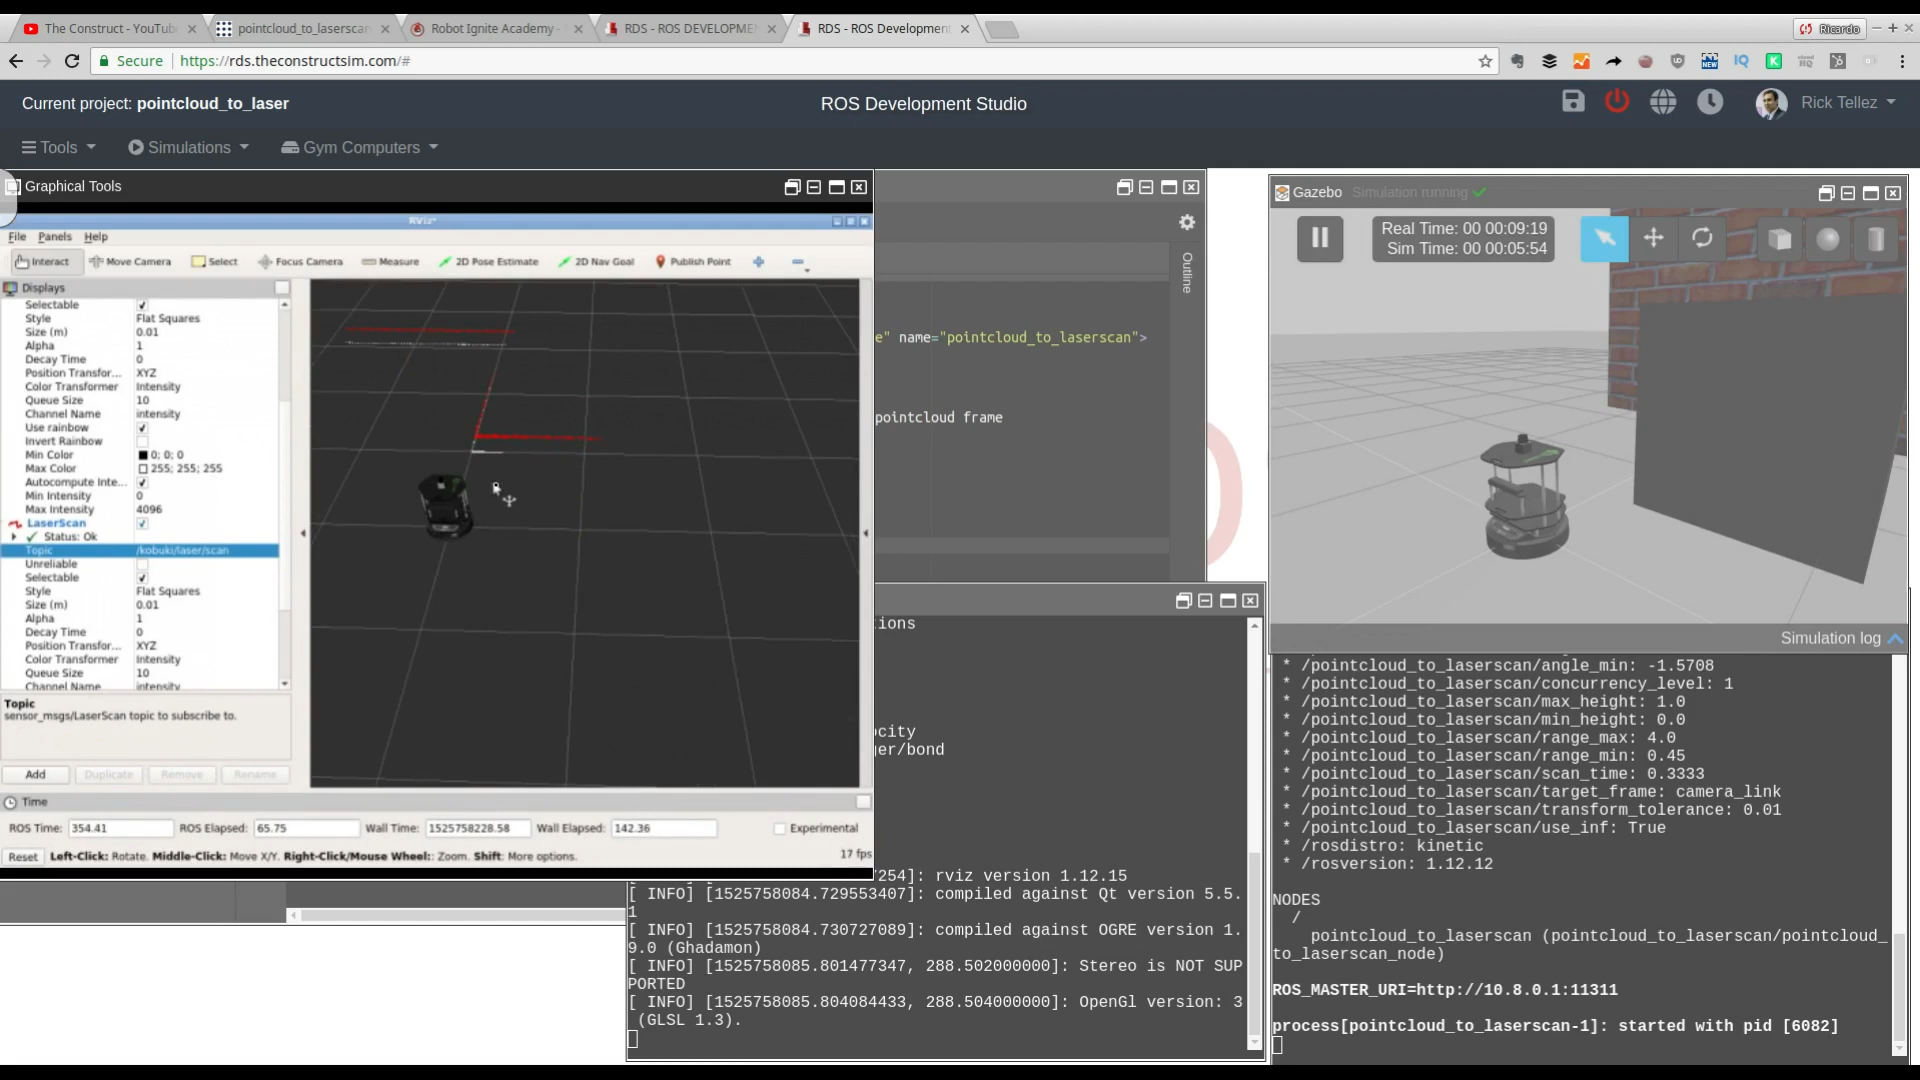 The Construct - YouTub
pointcloud_to_laserscan
Robot Ignite Academy -
RDS - ROS DEVELOPME
RDS - ROS Development
Ricardo
Secure
https://rds.theconstructsim.com/#
Current project: pointcloud_to_laser
ROS Development Studio
Rick Tellez
Tools
Simulations
Gym Computers
Graphical Tools
RViz*
File Panels Help
Interact Move Camera Select Focus Camera Measure 2D Pose Estimate 2D Nav Goal Publish Point
Displays
Selectable
Style Flat Squares
Size (m) 0.01
Alpha 1
Decay Time 0
Position Transfor... XYZ
Color Transformer Intensity
Queue Size 10
Channel Name intensity
Use rainbow
Invert Rainbow
Min Color 0; 0; 0
Max Color 255; 255; 255
Autocompute Inte...
Min Intensity 0
Max Intensity 4096
LaserScan
Status: Ok
Topic /kobuki/laser/scan
Unreliable
Selectable
Style Flat Squares
Size (m) 0.01
Alpha 1
Decay Time 0
Position Transfor... XYZ
Color Transformer Intensity
Queue Size 10
Channel Name intensity
Topic
sensor_msgs/LaserScan topic to subscribe to.
Add Duplicate Remove Rename
Time
ROS Time: 354.41 ROS Elapsed: 65.75 Wall Time: 1525758228.58 Wall Elapsed: 142.36 Experimental
Reset Left-Click: Rotate. Middle-Click: Move X/Y. Right-Click/Mouse Wheel:: Zoom. Shift: More options. 17 fps
Outline
e" name="pointcloud_to_laserscan">
pointcloud frame
ions
ocity
ger/bond
7254]: rviz version 1.12.15
[ INFO] [1525758084.729553407]: compiled against Qt version 5.5.
1
[ INFO] [1525758084.730727089]: compiled against OGRE version 1.
9.0 (Ghadamon)
[ INFO] [1525758085.801477347, 288.502000000]: Stereo is NOT SUP
PORTED
[ INFO] [1525758085.804084433, 288.504000000]: OpenGl version: 3
(GLSL 1.3).
Gazebo Simulation running
Real Time: 00 00:09:19
Sim Time: 00 00:05:54
Simulation log
* /pointcloud_to_laserscan/angle_min: -1.5708
* /pointcloud_to_laserscan/concurrency_level: 1
* /pointcloud_to_laserscan/max_height: 1.0
* /pointcloud_to_laserscan/min_height: 0.0
* /pointcloud_to_laserscan/range_max: 4.0
* /pointcloud_to_laserscan/range_min: 0.45
* /pointcloud_to_laserscan/scan_time: 0.3333
* /pointcloud_to_laserscan/target_frame: camera_link
* /pointcloud_to_laserscan/transform_tolerance: 0.01
* /pointcloud_to_laserscan/use_inf: True
* /rosdistro: kinetic
* /rosversion: 1.12.12
NODES
/
pointcloud_to_laserscan (pointcloud_to_laserscan/pointcloud_
to_laserscan_node)
ROS_MASTER_URI=http://10.8.0.1:11311
process[pointcloud_to_laserscan-1]: started with pid [6082]